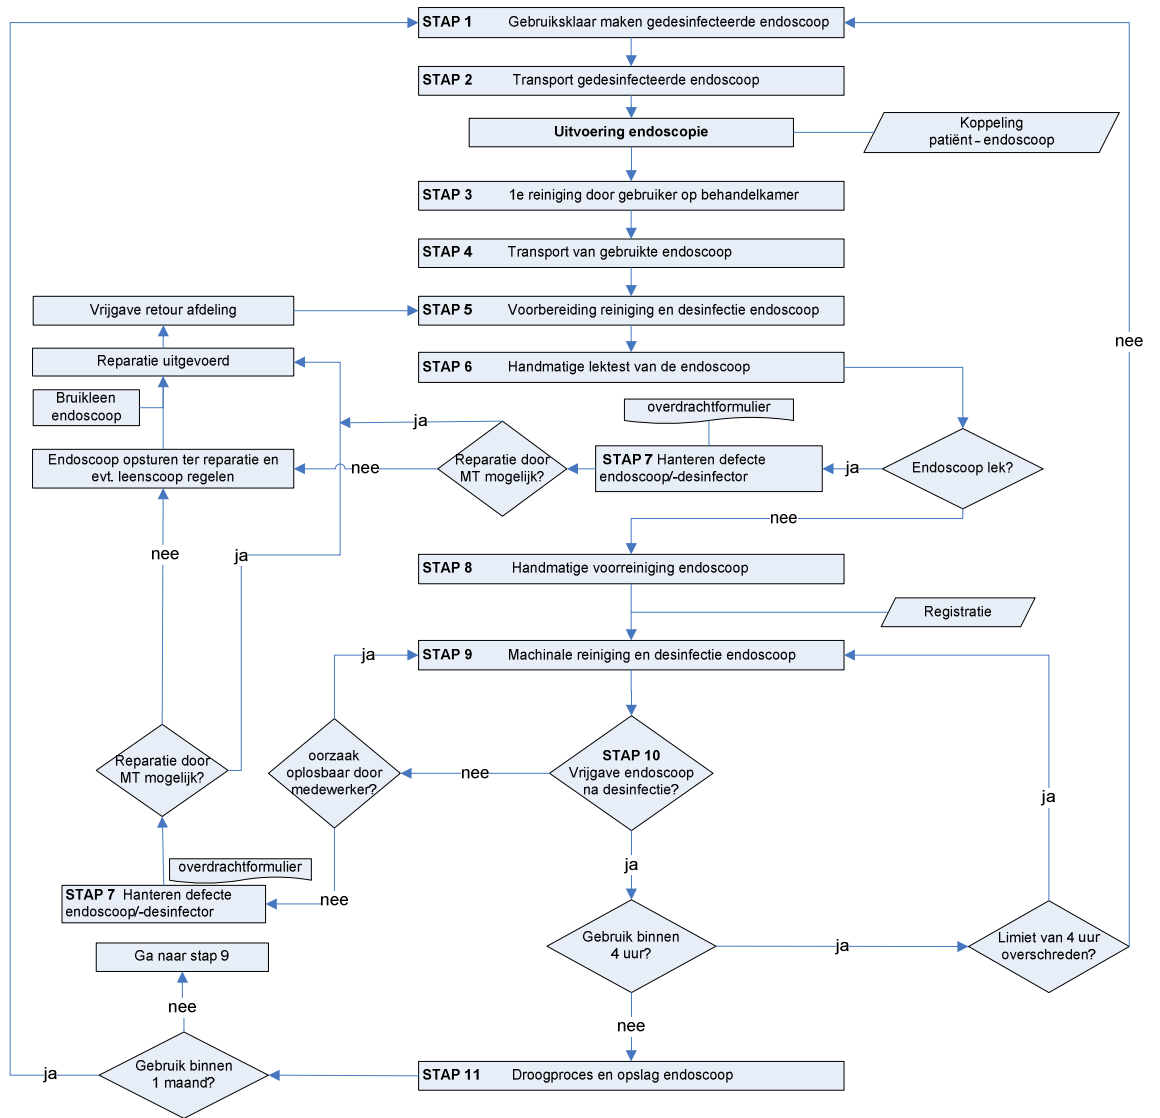 STAP 1 Gebruiksklaar maken gedesinfecteerde endoscoop
STAP 2 Transport gedesinfecteerde endoscoop
Uitvoering endoscopie
Koppeling
patiënt – endoscoop
STAP 3 1e reiniging door gebruiker op behandelkamer
STAP 4 Transport van gebruikte endoscoop
Vrijgave retour afdeling
STAP 5 Voorbereiding reiniging en desinfectie endoscoop
nee
Reparatie uitgevoerd
STAP 6 Handmatige lektest van de endoscoop
Bruikleen
endoscoop
overdrachtformulier
ja
Endoscoop opsturen ter reparatie en
evt. leenscoop regelen
nee
Reparatie door
MT mogelijk?
STAP 7 Hanteren defecte
endoscoop/-desinfector
ja
Endoscoop lek?
nee
nee
ja
STAP 8 Handmatige voorreiniging endoscoop
Registratie
ja
STAP 9 Machinale reiniging en desinfectie endoscoop
Reparatie door
MT mogelijk?
oorzaak
oplosbaar door
medewerker?
nee
STAP 10
Vrijgave endoscoop
na desinfectie?
ja
ja
overdrachtformulier
STAP 7 Hanteren defecte
endoscoop/-desinfector
nee
Gebruik binnen
4 uur?
ja
Limiet van 4 uur
overschreden?
Ga naar stap 9
nee
nee
ja
Gebruik binnen
1 maand?
STAP 11 Droogproces en opslag endoscoop